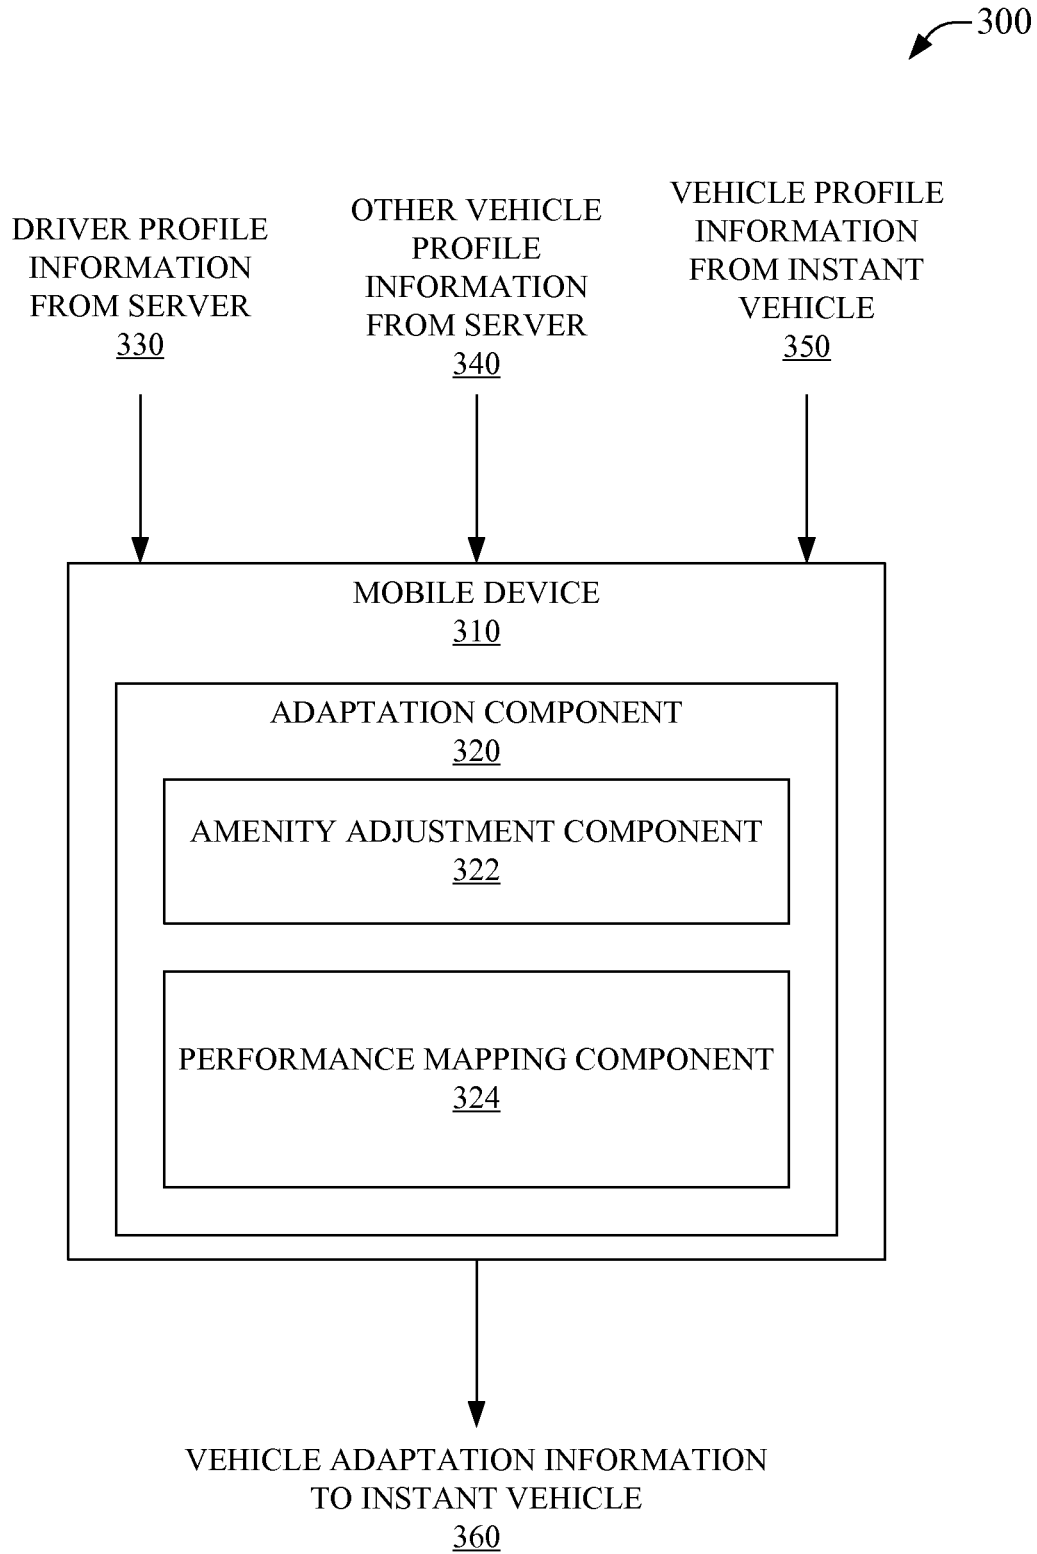 300
DRIVER PROFILE
INFORMATION
FROM SERVER
330
OTHER VEHICLE
PROFILE
INFORMATION
FROM SERVER
340
VEHICLE PROFILE
INFORMATION
FROM INSTANT
VEHICLE
350
MOBILE DEVICE
310
ADAPTATION COMPONENT
320
AMENITY ADJUSTMENT COMPONENT
322
PERFORMANCE MAPPING COMPONENT
324
VEHICLE ADAPTATION INFORMATION
TO INSTANT VEHICLE
360